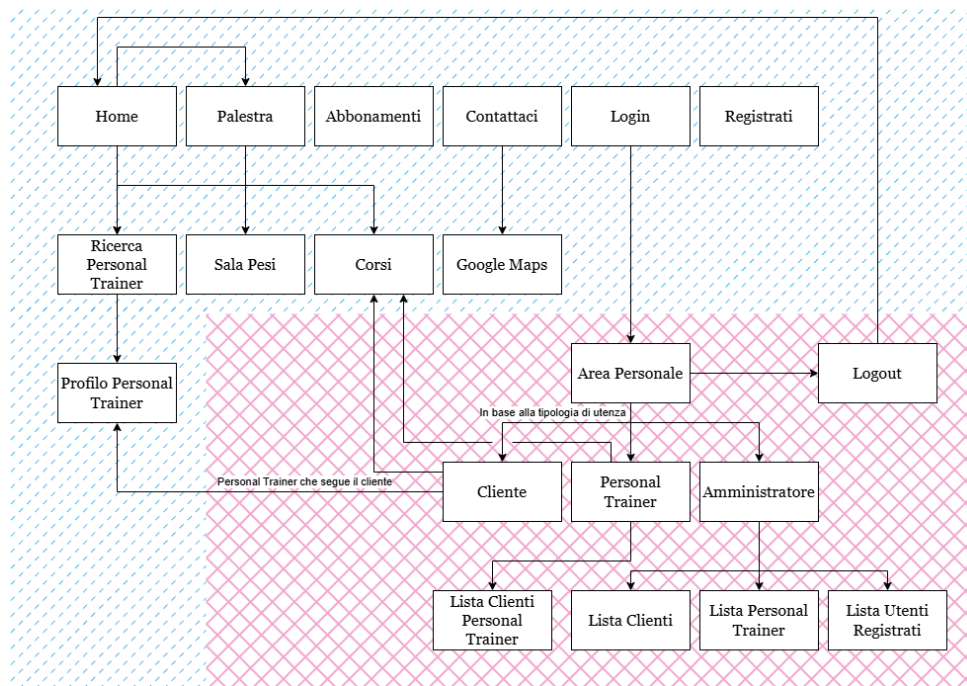 Home
Palestra
Abbonamenti
Contattaci
Login
Registrati
Ricerca
Personal
Trainer
Sala Pesi
Corsi
Google Maps
Profilo Personal
Trainer
Area Personale
Logout
In base alla tipologia di utenza
Personal Trainer che segue il cliente
Cliente
Personal
Trainer
Amministratore
Lista Clienti
Personal
Trainer
Lista Clienti
Lista Personal
Trainer
Lista Utenti
Registrati